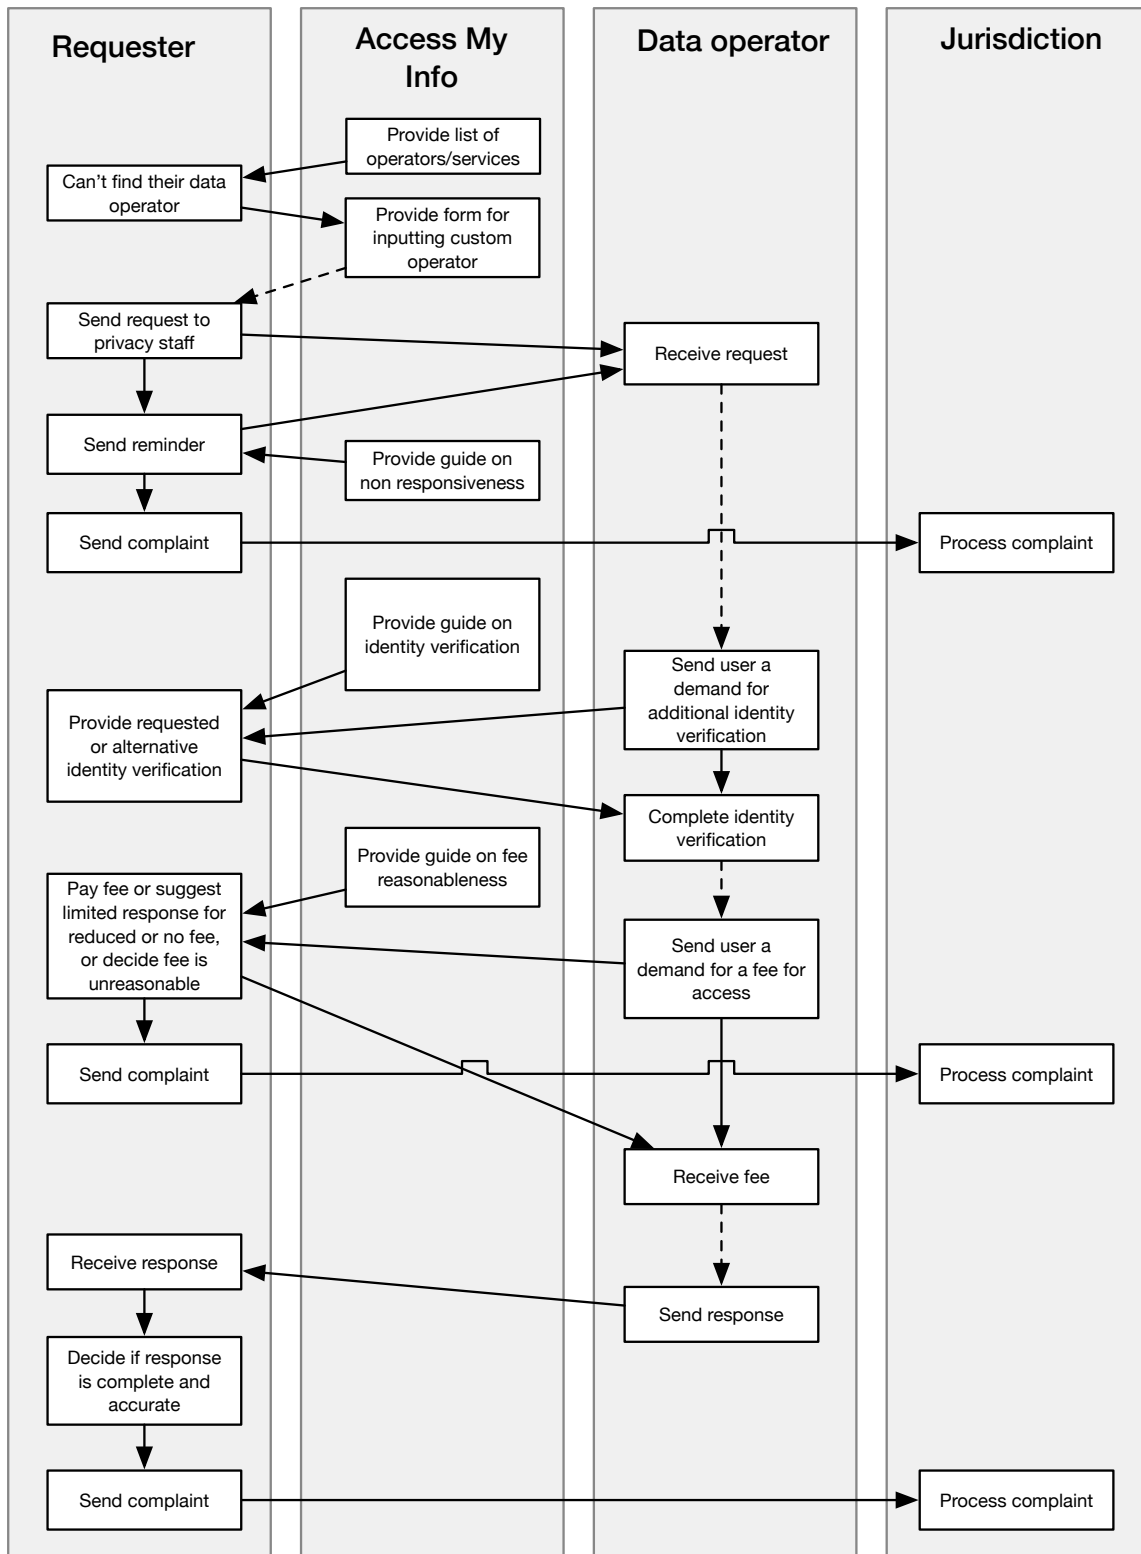 Requester
Access My
Info
Data operator
Jurisdiction
Provide list of
operators/services
Can't find their data
operator
Provide form for
inputting custom
operator
Send request to
privacy staff
Receive request
Send reminder
Provide guide on
non responsiveness
Send complaint
Process complaint
Provide guide on
identity verification
Send user a
demand for
additional identity
verification
Provide requested
or alternative
identity verification
Complete identity
verification
Provide guide on fee
reasonableness
Pay fee or suggest
limited response for
reduced or no fee,
or decide fee is
unreasonable
Send user a
demand for a fee for
access
Send complaint
Process complaint
Receive fee
Receive response
Send response
Decide if response
is complete and
accurate
Send complaint
Process complaint